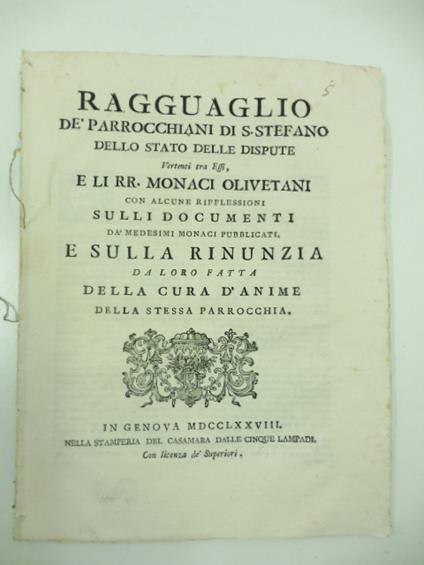 5
RAGGUAGLIO
DE' PARROCCHIANI DI S. STEFANO
DELLO STATO DELLE DISPUTE
Vertenti tra Essi,
E LI RR. MONACI OLIVETANI
CON ALCUNE RIFFLESSIONI
SULLI DOCUMENTI
DA' MEDESIMI MONACI PUBBLICATI,
E SULLA RINUNZIA
DA LORO FATTA
DELLA CURA D'ANIME
DELLA STESSA PARROCCHIA.
IN GENOVA MDCCLXXVIII.
NELLA STAMPERIA DEL CASAMARA DALLE CINQUE LAMPADI.
Con licenza de' Superiori.